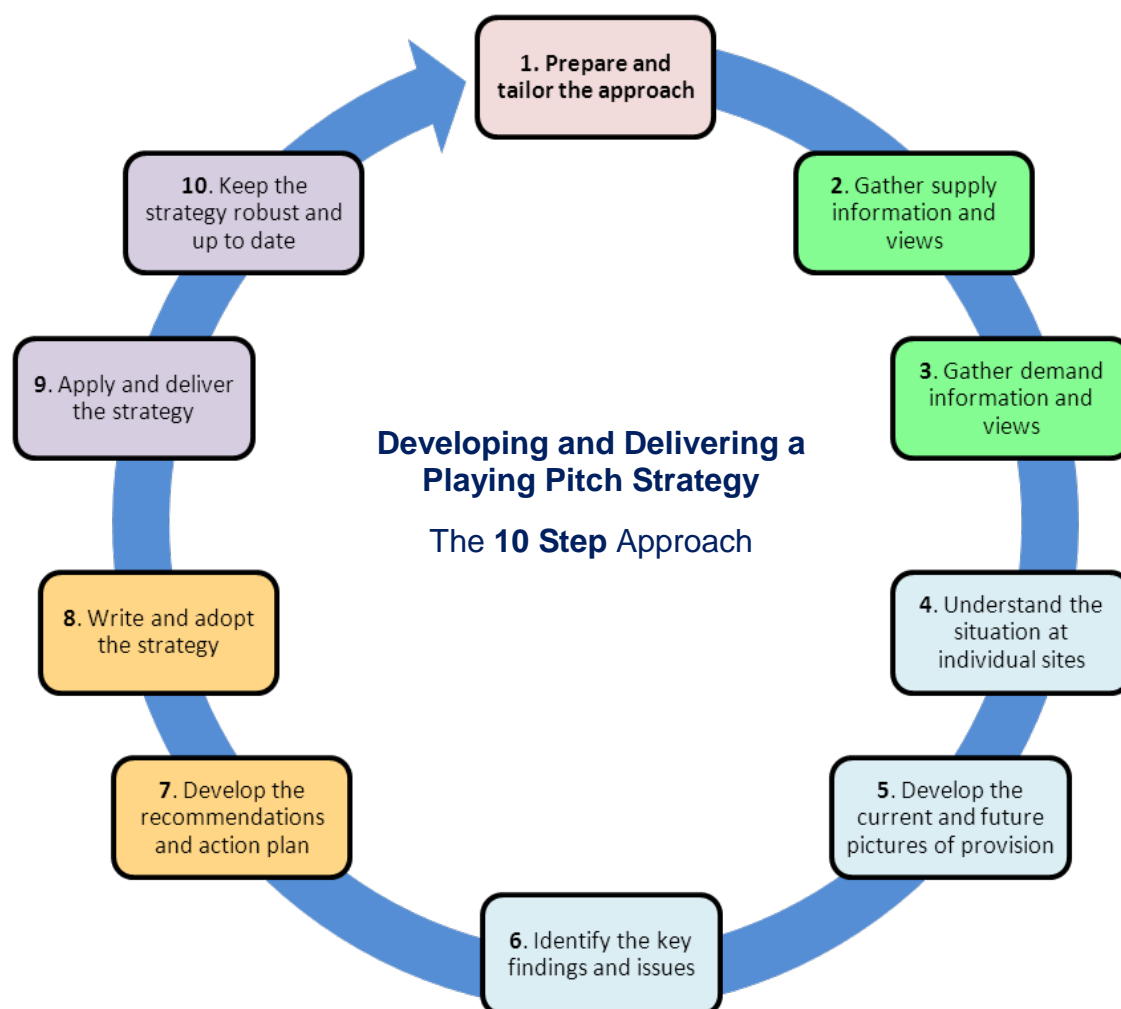 1. Prepare and
tailor the approach
2. Gather supply
information and
views
3. Gather demand
information and
views
4. Understand the
situation at
individual sites
5. Develop the
current and future
pictures of provision
6. Identify the key
findings and issues
7. Develop the
recommendations
and action plan
8. Write and adopt
the strategy
9. Apply and deliver
the strategy
10. Keep the
strategy robust and
up to date
Developing and Delivering a
Playing Pitch Strategy
The 10 Step Approach